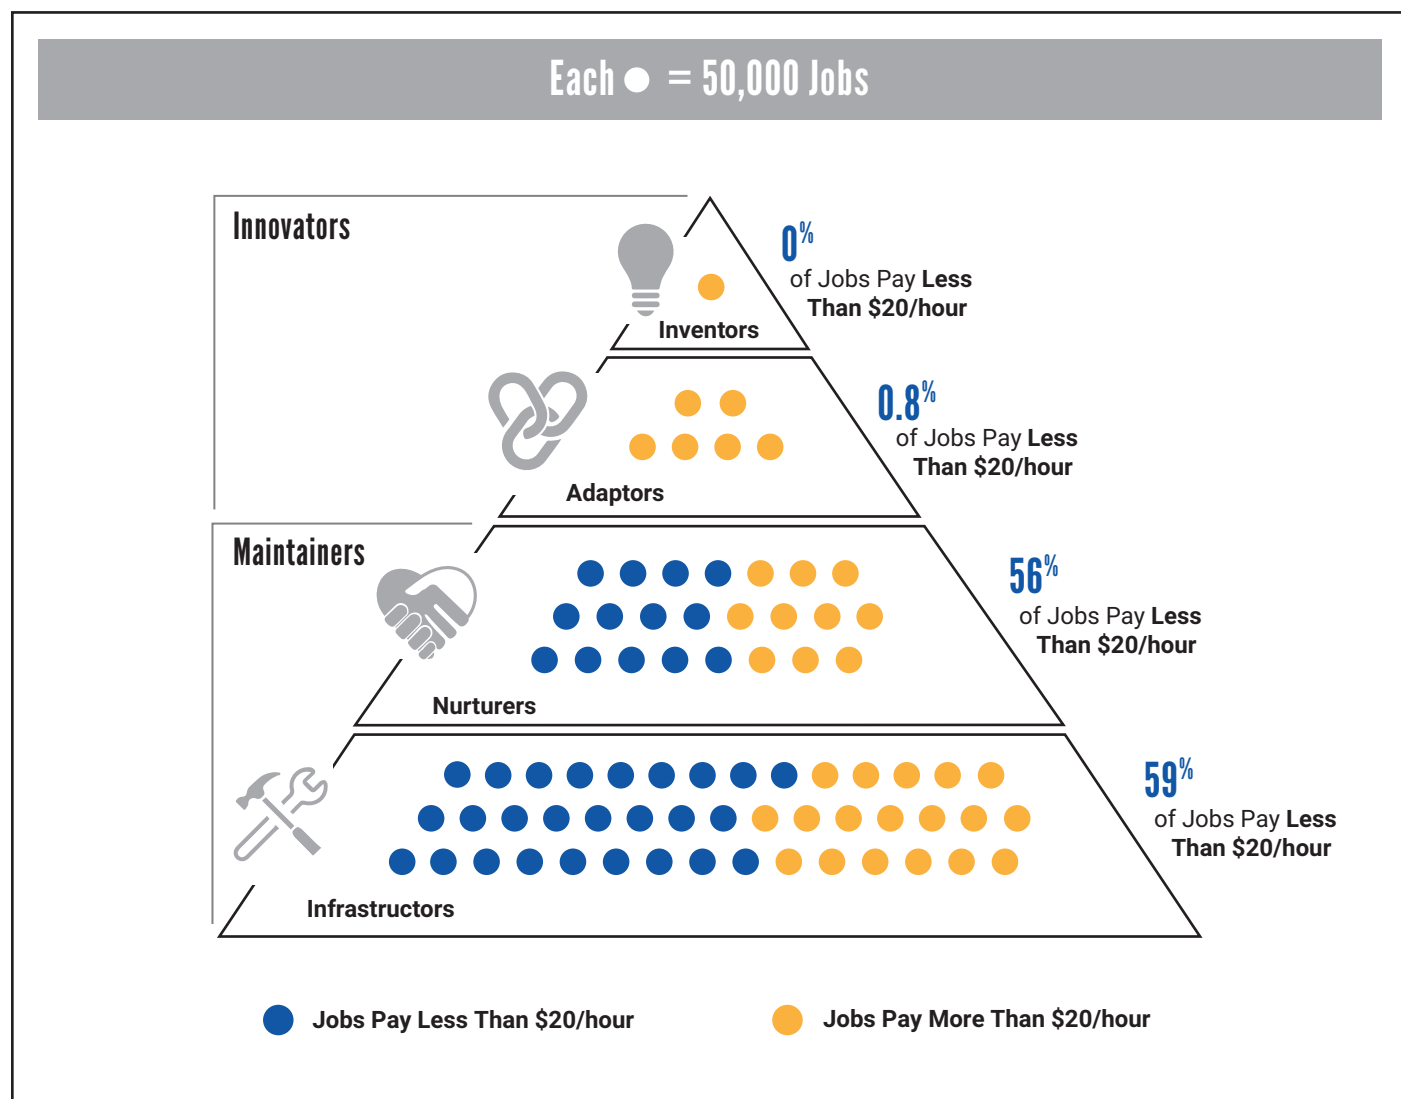 Each ● = 50,000 Jobs
Innovators
0%
of Jobs Pay Less
Than $20/hour
Inventors
0.8%
of Jobs Pay Less
Than $20/hour
Adaptors
Maintainers
56%
of Jobs Pay Less
Than $20/hour
Nurturers
59%
of Jobs Pay Less
Than $20/hour
Infrastructors
Jobs Pay Less Than $20/hour
Jobs Pay More Than $20/hour